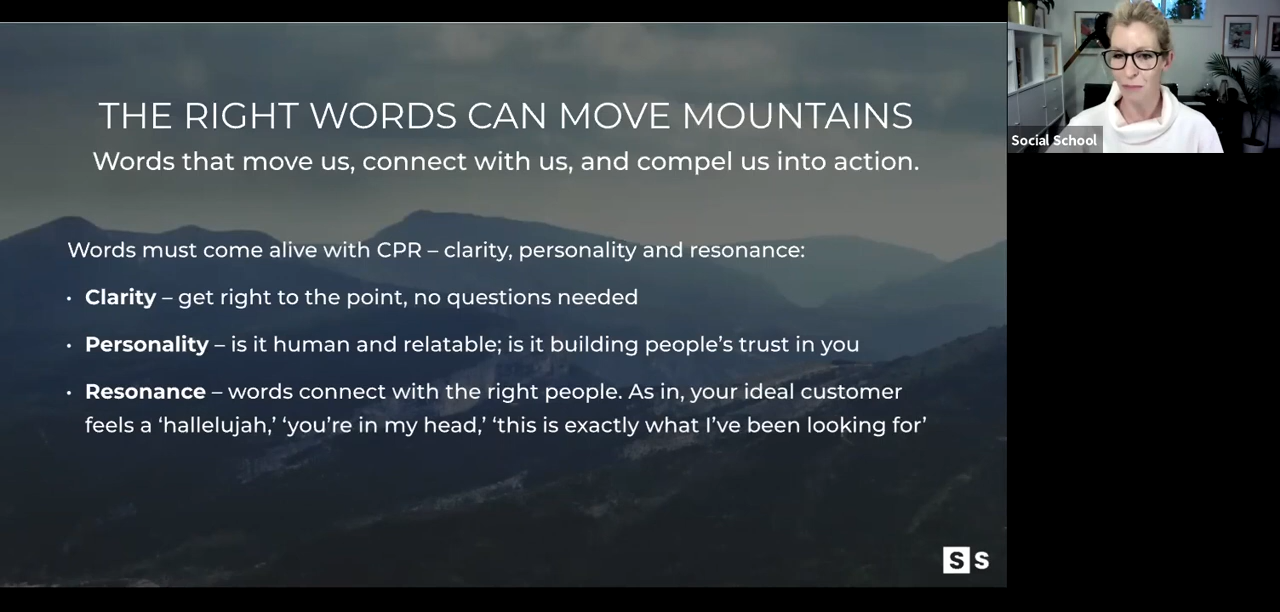 THE RIGHT WORDS CAN MOVE MOUNTAINS
Words that move us, connect with us, and compel us into action.
Words must come alive with CPR – clarity, personality and resonance:
• Clarity – get right to the point, no questions needed
• Personality – is it human and relatable; is it building people’s trust in you
• Resonance – words connect with the right people. As in, your ideal customer
feels a ‘hallelujah,’ ‘you’re in my head,’ ‘this is exactly what I’ve been looking for’
S S
Social School